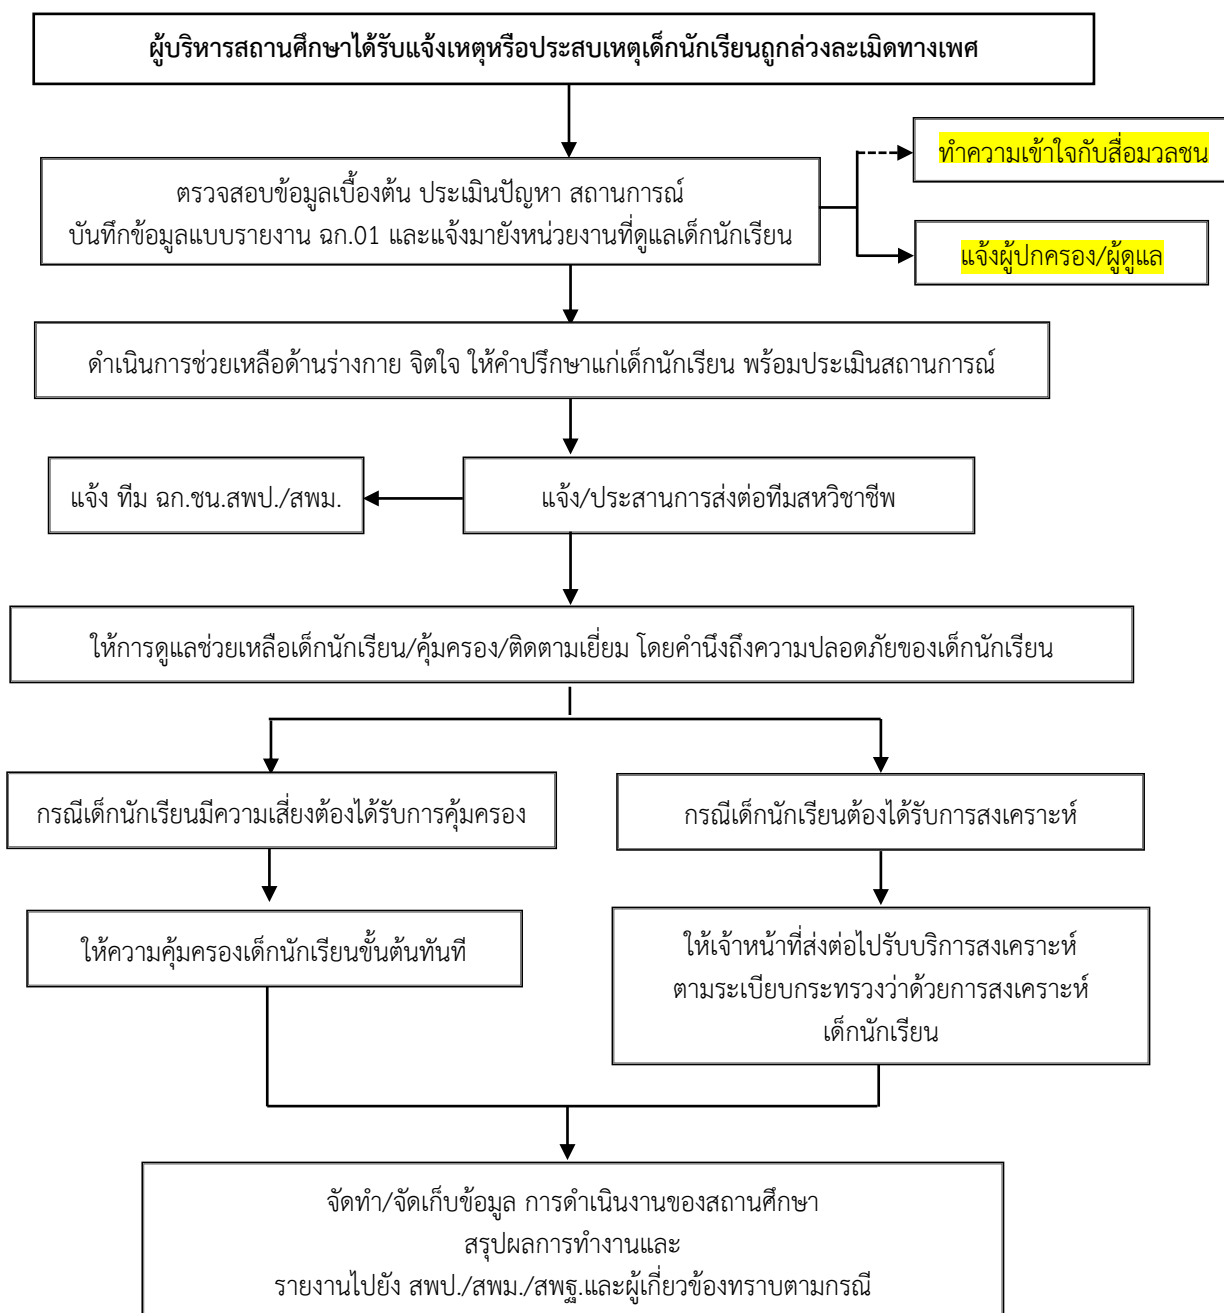 ผู้บริหารสถานศึกษาได้รับแจ้งเหตุหรือประสบเหตุเด็กนักเรียนถูกล่วงละเมิดทางเพศ
ทำความเข้าใจกับสื่อมวลชน
ตรวจสอบข้อมูลเบื้องต้น ประเมินปัญหา สถานการณ์
บันทึกข้อมูลแบบรายงาน ฉก.01 และแจ้งมายังหน่วยงานที่ดูแลเด็กนักเรียน
แจ้งผู้ปกครอง/ผู้ดูแล
ดำเนินการช่วยเหลือด้านร่างกาย จิตใจ ให้คำปรึกษาแก่เด็กนักเรียน พร้อมประเมินสถานการณ์
แจ้ง ทีม ฉก.ชน.สพป./สพม.
แจ้ง/ประสานการส่งต่อทีมสหวิชาชีพ
ให้การดูแลช่วยเหลือเด็กนักเรียน/คุ้มครอง/ติดตามเยี่ยม โดยคำนึงถึงความปลอดภัยของเด็กนักเรียน
กรณีเด็กนักเรียนมีความเสี่ยงต้องได้รับการคุ้มครอง
กรณีเด็กนักเรียนต้องได้รับการสงเคราะห์
ให้ความคุ้มครองเด็กนักเรียนขั้นต้นทันที
ให้เจ้าหน้าที่ส่งต่อไปรับบริการสงเคราะห์
ตามระเบียบกระทรวงว่าด้วยการสงเคราะห์
เด็กนักเรียน
จัดทำ/จัดเก็บข้อมูล การดำเนินงานของสถานศึกษา
สรุปผลการทำงานและ
รายงานไปยัง สพป./สพม./สพฐ.และผู้เกี่ยวข้องทราบตามกรณี